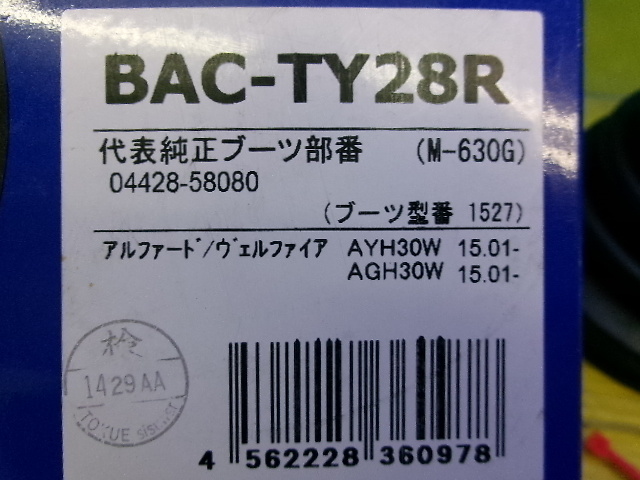 BAC-TY28R
代表純正ブーツ部番 (M-630G)
04428-58080
(ブーツ型番 1527)
ｱﾙﾌｧｰﾄﾞ/ｳﾞｪﾙﾌｧｲｱ AYH30W 15.01-
AGH30W 15.01-
検
1429AA
4 562228 360978